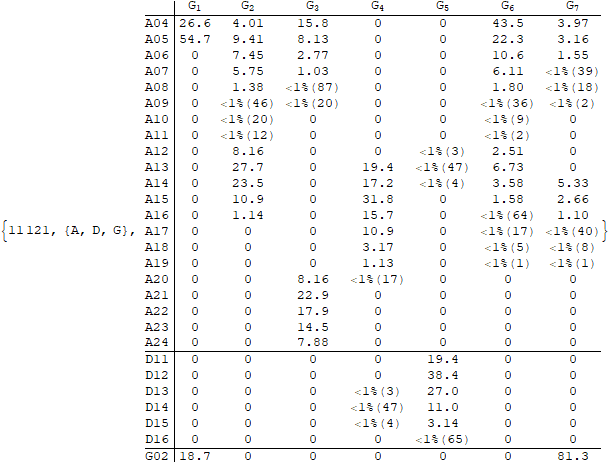 G1 G2 G3 G4 G5 G6 G7
A04 26.6 4.01 15.8 0 0 43.5 3.97
A05 54.7 9.41 8.13 0 0 22.3 3.16
A06 0 7.45 2.77 0 0 10.6 1.55
A07 0 5.75 1.03 0 0 6.11 <1%(39)
A08 0 1.38 <1%(87) 0 0 1.80 <1%(18)
A09 0 <1%(46) <1%(20) 0 0 <1%(36) <1%(2)
A10 0 <1%(20) 0 0 0 <1%(9) 0
A11 0 <1%(12) 0 0 0 <1%(2) 0
A12 0 8.16 0 0 <1%(3) 2.51 0
A13 0 27.7 0 19.4 <1%(47) 6.73 0
A14 0 23.5 0 17.2 <1%(4) 3.58 5.33
A15 0 10.9 0 31.8 0 1.58 2.66
A16 0 1.14 0 15.7 0 <1%(64) 1.10
{11121, {A, D, G}, A17 0 0 0 10.9 0 <1%(17) <1%(40)}
A18 0 0 0 3.17 0 <1%(5) <1%(8)
A19 0 0 0 1.13 0 <1%(1) <1%(1)
A20 0 0 8.16 <1%(17) 0 0 0
A21 0 0 22.9 0 0 0 0
A22 0 0 17.9 0 0 0 0
A23 0 0 14.5 0 0 0 0
A24 0 0 7.88 0 0 0 0
D11 0 0 0 0 19.4 0 0
D12 0 0 0 0 38.4 0 0
D13 0 0 0 <1%(3) 27.0 0 0
D14 0 0 0 <1%(47) 11.0 0 0
D15 0 0 0 <1%(4) 3.14 0 0
D16 0 0 0 0 <1%(65) 0 0
G02 18.7 0 0 0 0 0 81.3